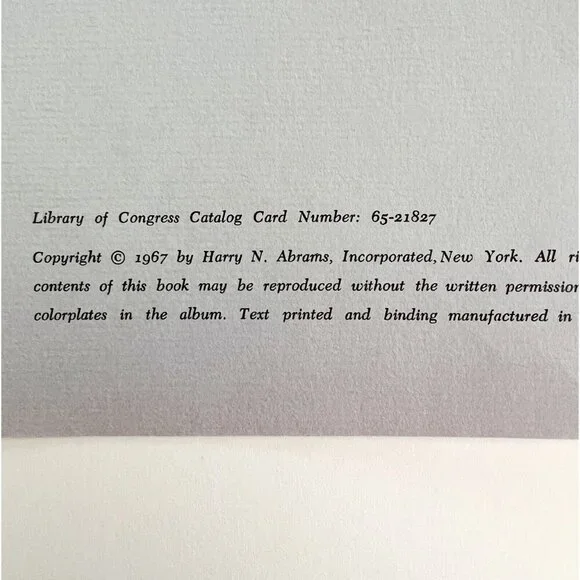 Library of Congress Catalog Card Number: 65-21827
Copyright © 1967 by Harry N. Abrams, Incorporated, New York. All ri
contents of this book may be reproduced without the written permission
colorplates in the album. Text printed and binding manufactured in